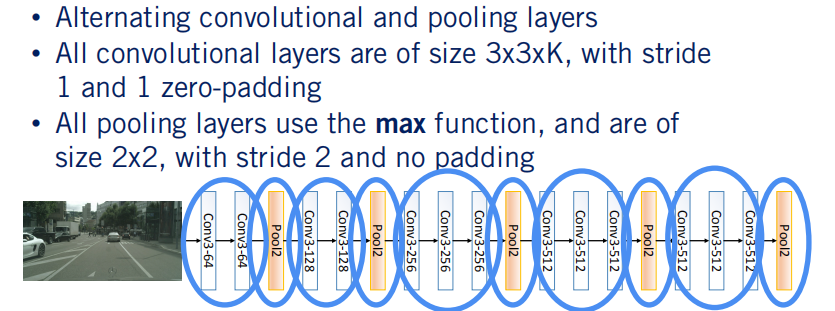 • Alternating convolutional and pooling layers
• All convolutional layers are of size 3x3xK, with stride
1 and 1 zero-padding
• All pooling layers use the max function, and are of
size 2x2, with stride 2 and no padding
Conv3-64
Conv3-64
Pool2
Conv3-128
Conv3-128
Pool2
Conv3-256
Conv3-256
Conv3-256
Pool2
Conv3-512
Conv3-512
Conv3-512
Pool2
Conv3-512
Conv3-512
Conv3-512
Pool2